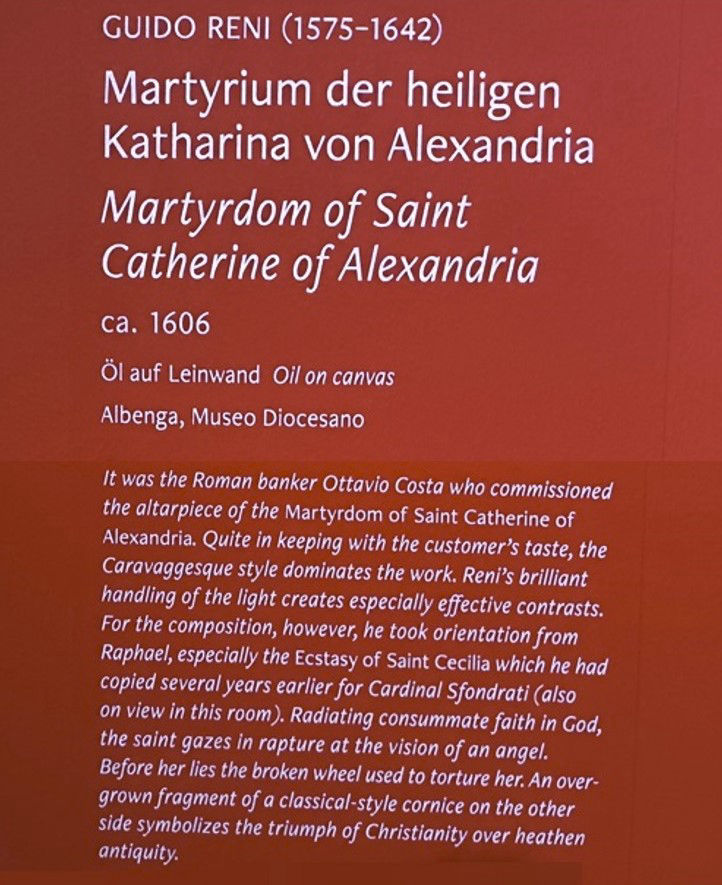 GUIDO RENI (1575–1642)
Martyrium der heiligen
Katharina von Alexandria
Martyrdom of Saint
Catherine of Alexandria
ca. 1606
Öl auf Leinwand Oil on canvas
Albenga, Museo Diocesano
It was the Roman banker Ottavio Costa who commissioned
the altarpiece of the Martyrdom of Saint Catherine of
Alexandria. Quite in keeping with the customer's taste, the
Caravaggesque style dominates the work. Reni's brilliant
handling of the light creates especially effective contrasts.
For the composition, however, he took orientation from
Raphael, especially the Ecstasy of Saint Cecilia which he had
copied several years earlier for Cardinal Sfondrati (also
on view in this room). Radiating consummate faith in God,
the saint gazes in rapture at the vision of an angel.
Before her lies the broken wheel used to torture her. An over-
grown fragment of a classical-style cornice on the other
side symbolizes the triumph of Christianity over heathen
antiquity.